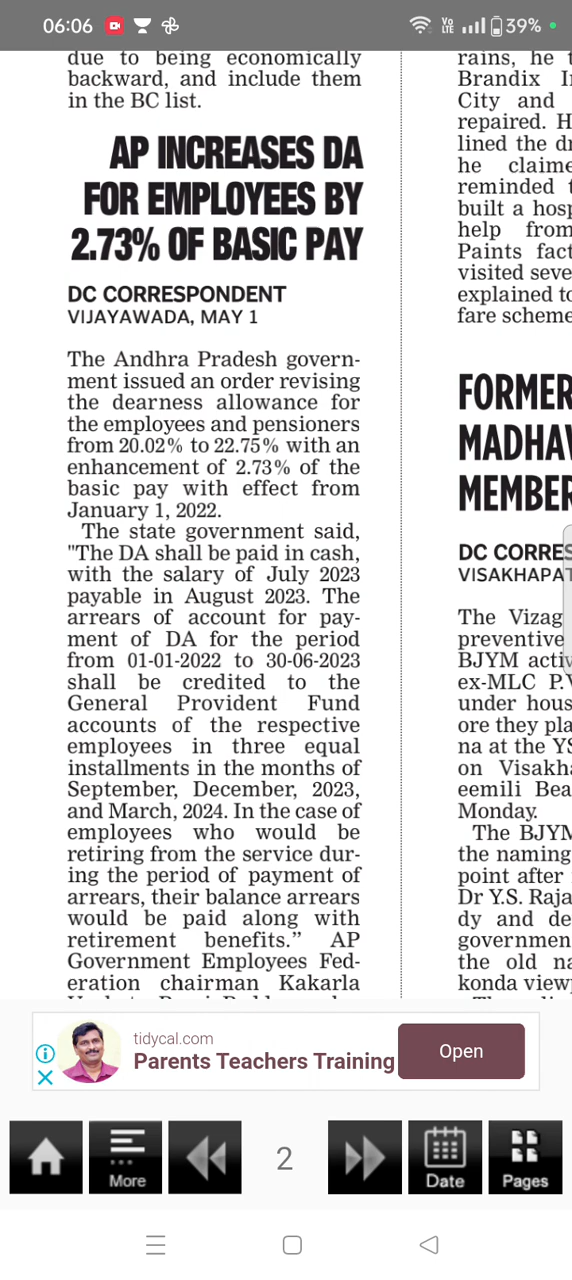 06:06
Vo
LTE
39%
due to being economically
backward, and include them
in the BC list.
AP INCREASES DA
FOR EMPLOYEES BY
2.73% OF BASIC PAY
DC CORRESPONDENT
VIJAYAWADA, MAY 1
The Andhra Pradesh govern-
ment issued an order revising
the dearness allowance for
the employees and pensioners
from 20.02% to 22.75% with an
enhancement of 2.73% of the
basic pay with effect from
January 1, 2022.
The state government said,
"The DA shall be paid in cash,
with the salary of July 2023
payable in August 2023. The
arrears of account for pay-
ment of DA for the period
from 01-01-2022 to 30-06-2023
shall be credited to the
General Provident Fund
accounts of the respective
employees in three equal
installments in the months of
September, December, 2023,
and March, 2024. In the case of
employees who would be
retiring from the service dur-
ing the period of payment of
arrears, their balance arrears
would be paid along with
retirement benefits.” AP
Government Employees Fed-
eration chairman Kakarla
rains, he
Brandix
City and
repaired. H
lined the
he claime
reminded
built a hosp
help from
Paints fact
visited seve
explained to
fare scheme
FORMER
MADHAV
MEMBER
DC CORRES
VISAKHAPAT
The Vizag
preventive
BJYM activ
ex-MLC P.V
under hous
ore they pla
na at the YS
on Visakha
eemili Bea
Monday.
The BJYM
the naming
point after
Dr Y.S. Raja
dy and de
governmen
the old na
konda view
tidycal.com
Parents Teachers Training
Open
More
2
Date
Pages